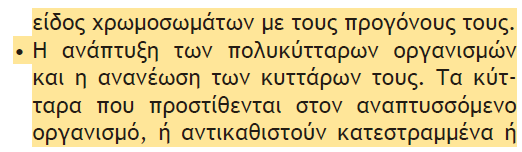 είδος χρωμοσωμάτων με τους προγόνους τους.
• Η ανάπτυξη των πολυκύτταρων οργανισμών
και η ανανέωση των κυττάρων τους. Τα κύτ-
ταρα που προστίθενται στον αναπτυσσόμενο
οργανισμό, ή αντικαθιστούν κατεστραμμένα ή